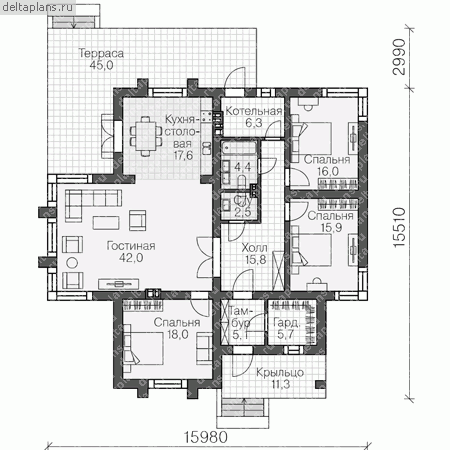 deltaplans.ru
Терраса
45,0
2990
Кухня-
столо-
вая
17,6
Котельная
6,3
Спальня
16,0
4,4
С/У
2,5
Спальня
15,9
Гостиная
42,0
Холл
15,8
15510
Спальня
18,0
Там-
бур
5,1
Гард.
5,7
Крыльцо
11,3
15980